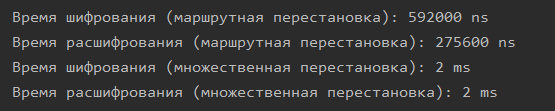 Время шифрования (маршрутная перестановка): 592000 ns
Время расшифрования (маршрутная перестановка): 275600 ns
Время шифрования (множественная перестановка): 2 ms
Время расшифрования (множественная перестановка): 2 ms